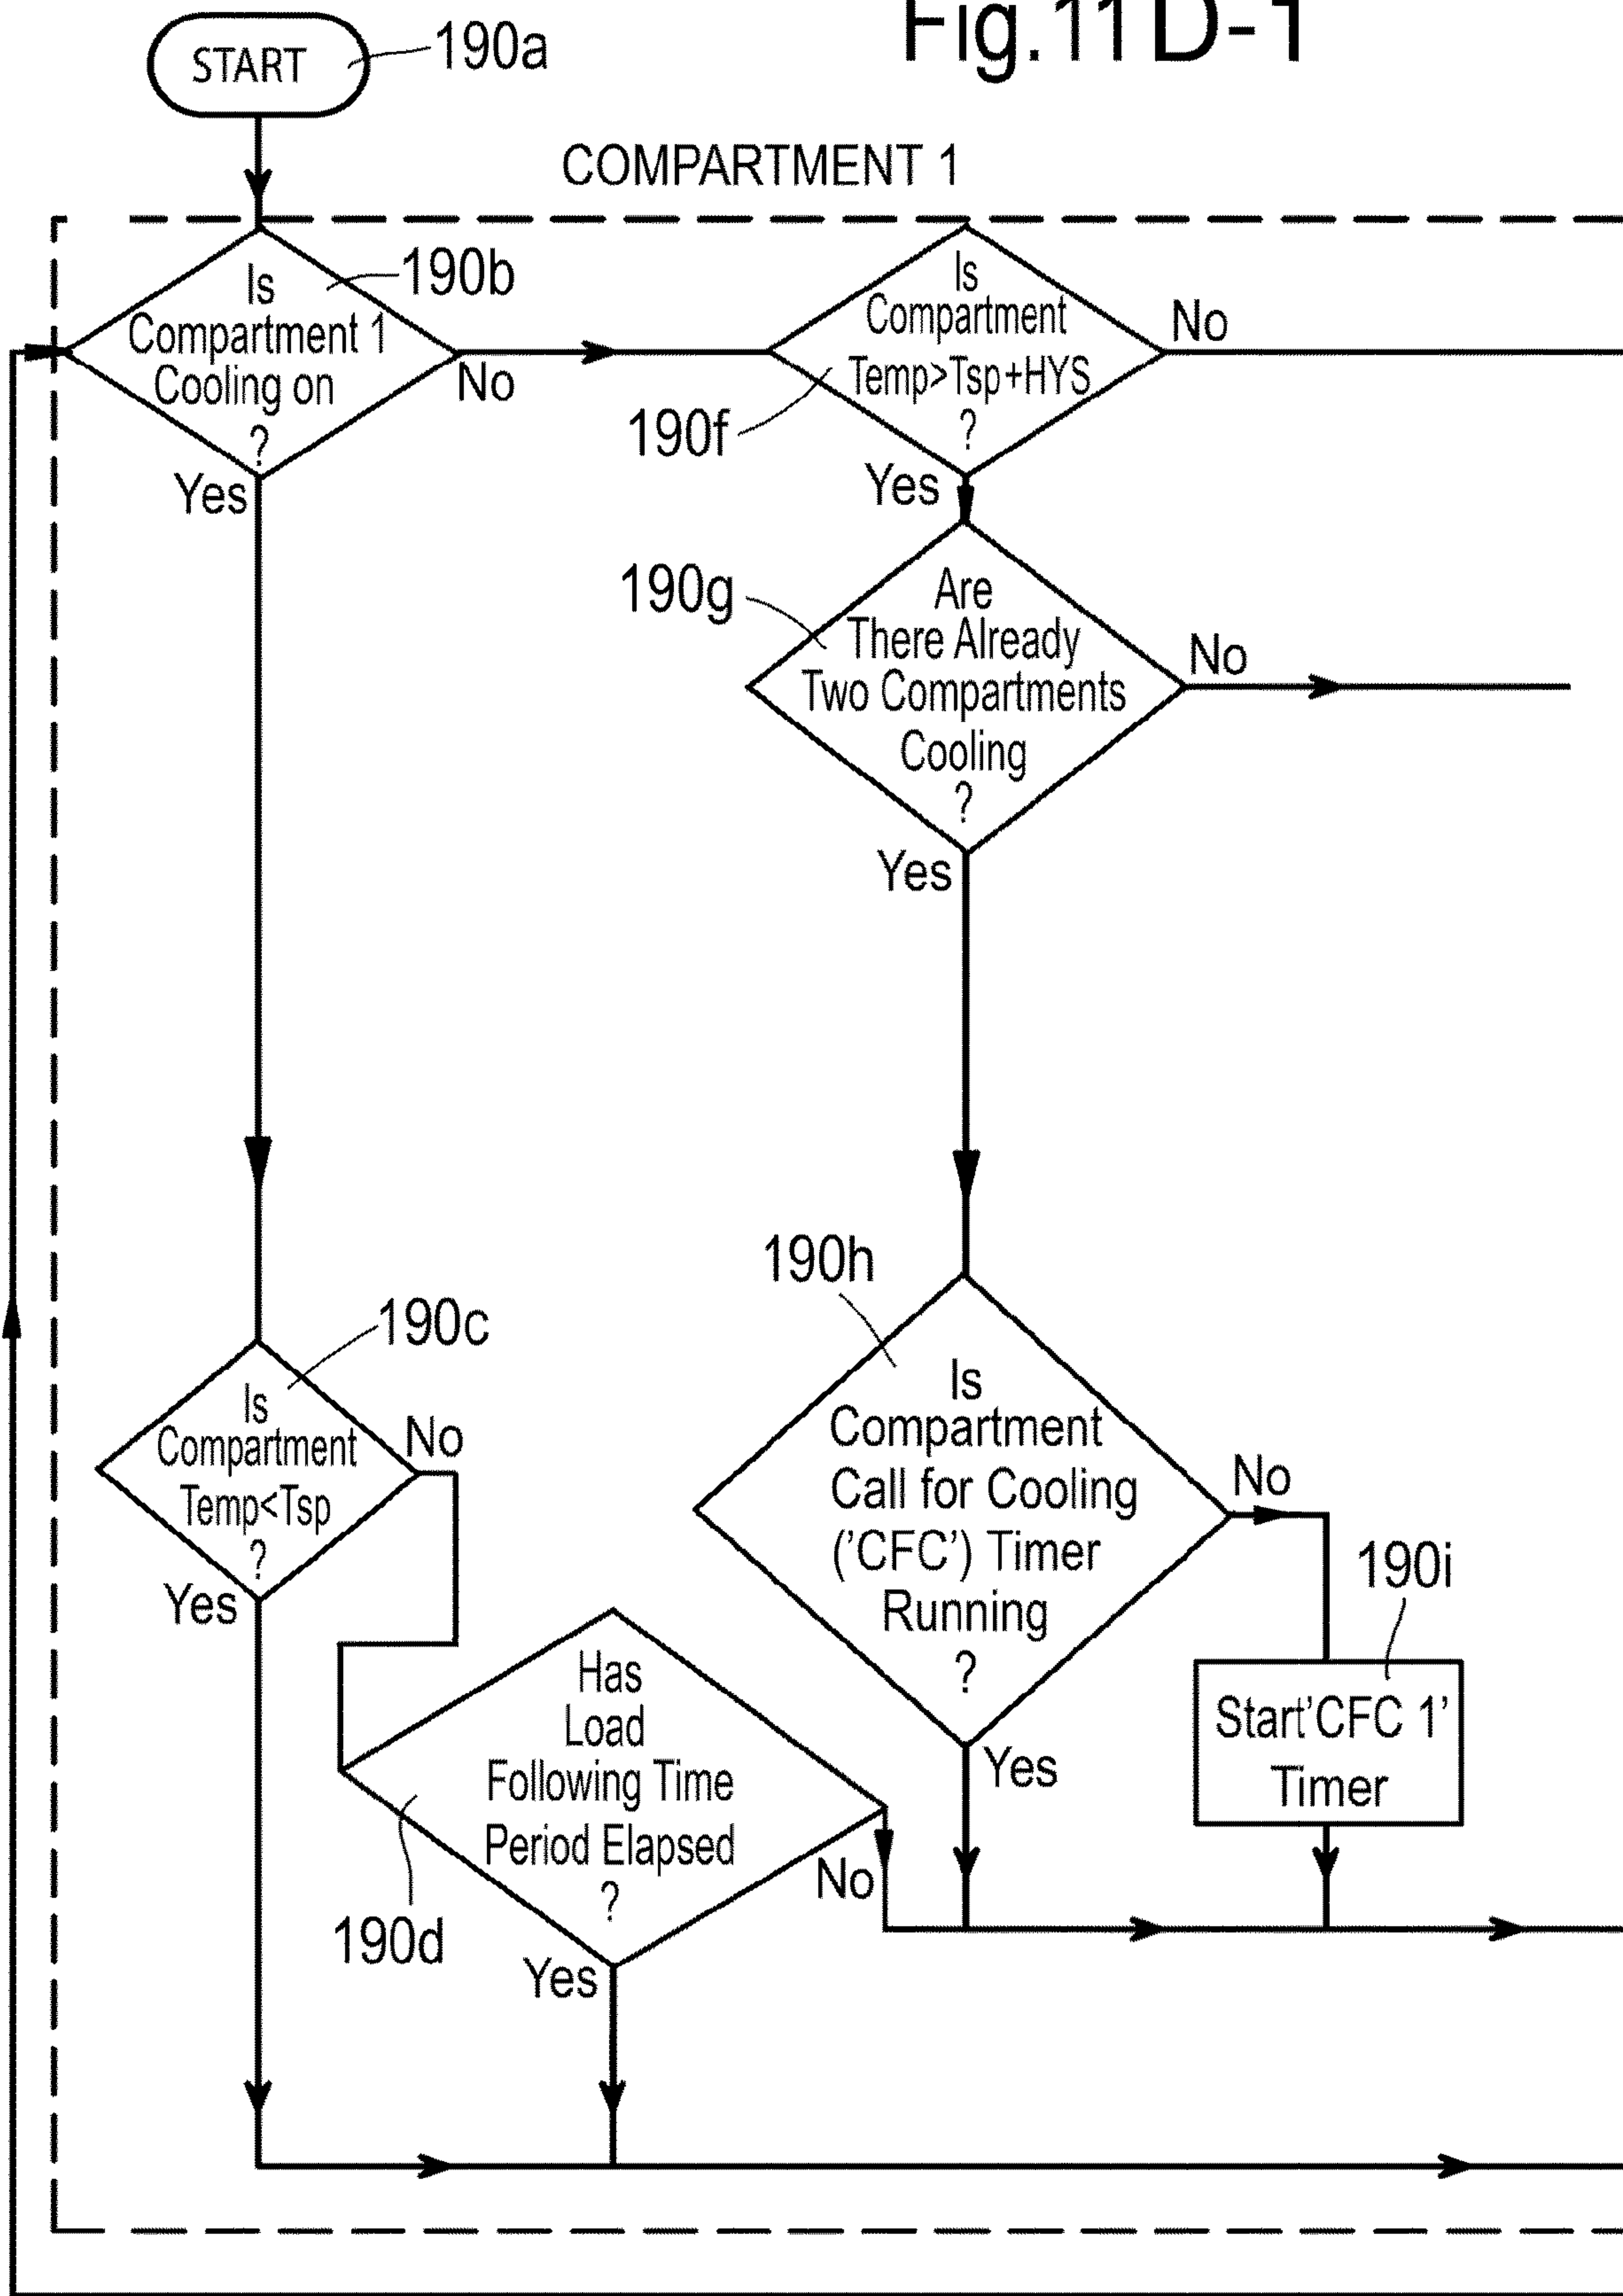 Fig.11D-1
START
190a
COMPARTMENT 1
Is
Compartment 1
Cooling on
?
190b
No
Yes
Is
Compartment
Temp>Tsp+HYS
?
190f
No
Yes
Are
There Already
Two Compartments
Cooling
?
190g
No
Yes
190c
Is
Compartment
Temp<Tsp
?
No
Yes
190h
Is
Compartment
Call for Cooling
('CFC') Timer
Running
?
No
Yes
190i
Start'CFC 1'
Timer
Has
Load
Following Time
Period Elapsed
?
190d
No
Yes